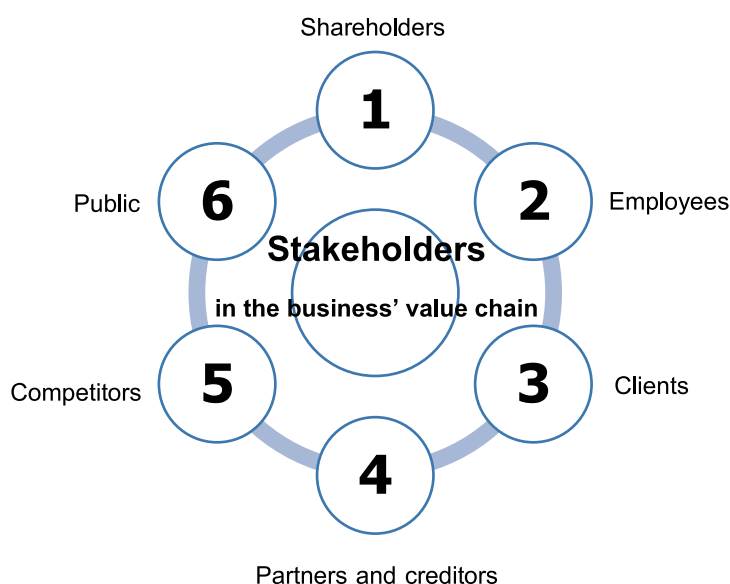 Shareholders
1
6
2
Public
Employees
Stakeholders
in the business’ value chain
5
3
Competitors
Clients
4
Partners and creditors